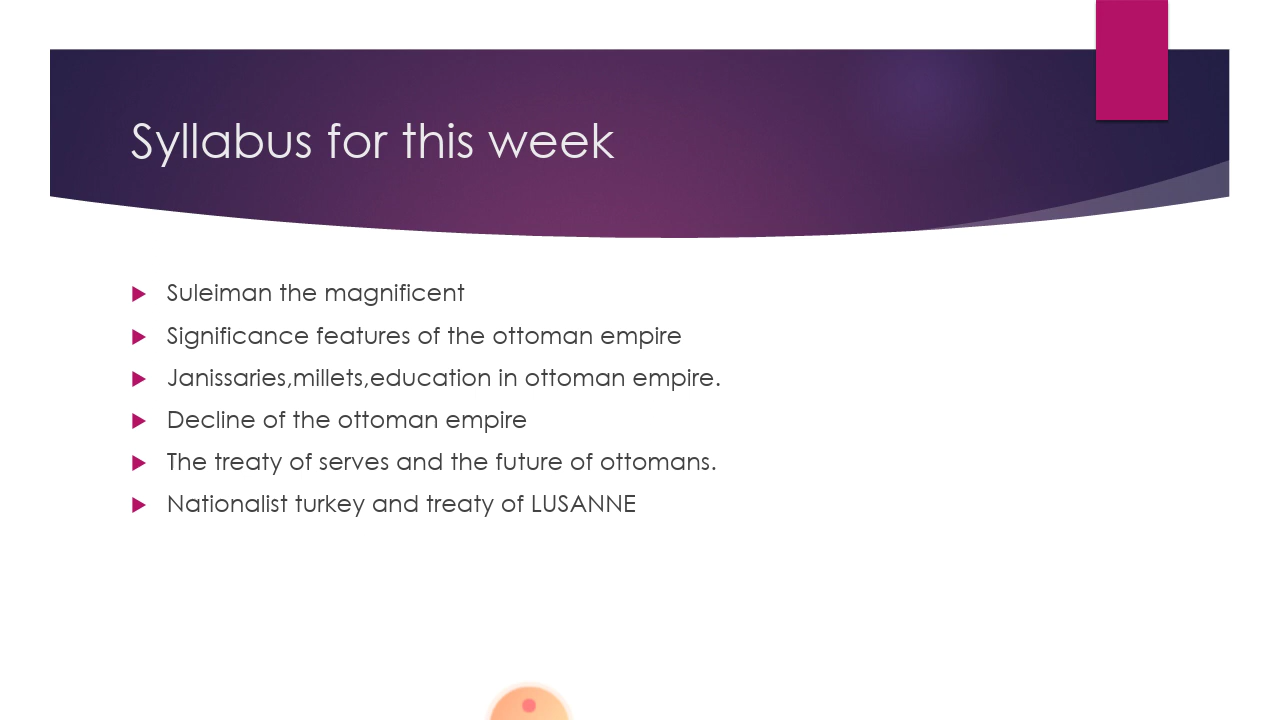 Syllabus for this week
Suleiman the magnificent
Significance features of the ottoman empire
Janissaries,millets,education in ottoman empire.
Decline of the ottoman empire
The treaty of serves and the future of ottomans.
Nationalist turkey and treaty of LUSANNE